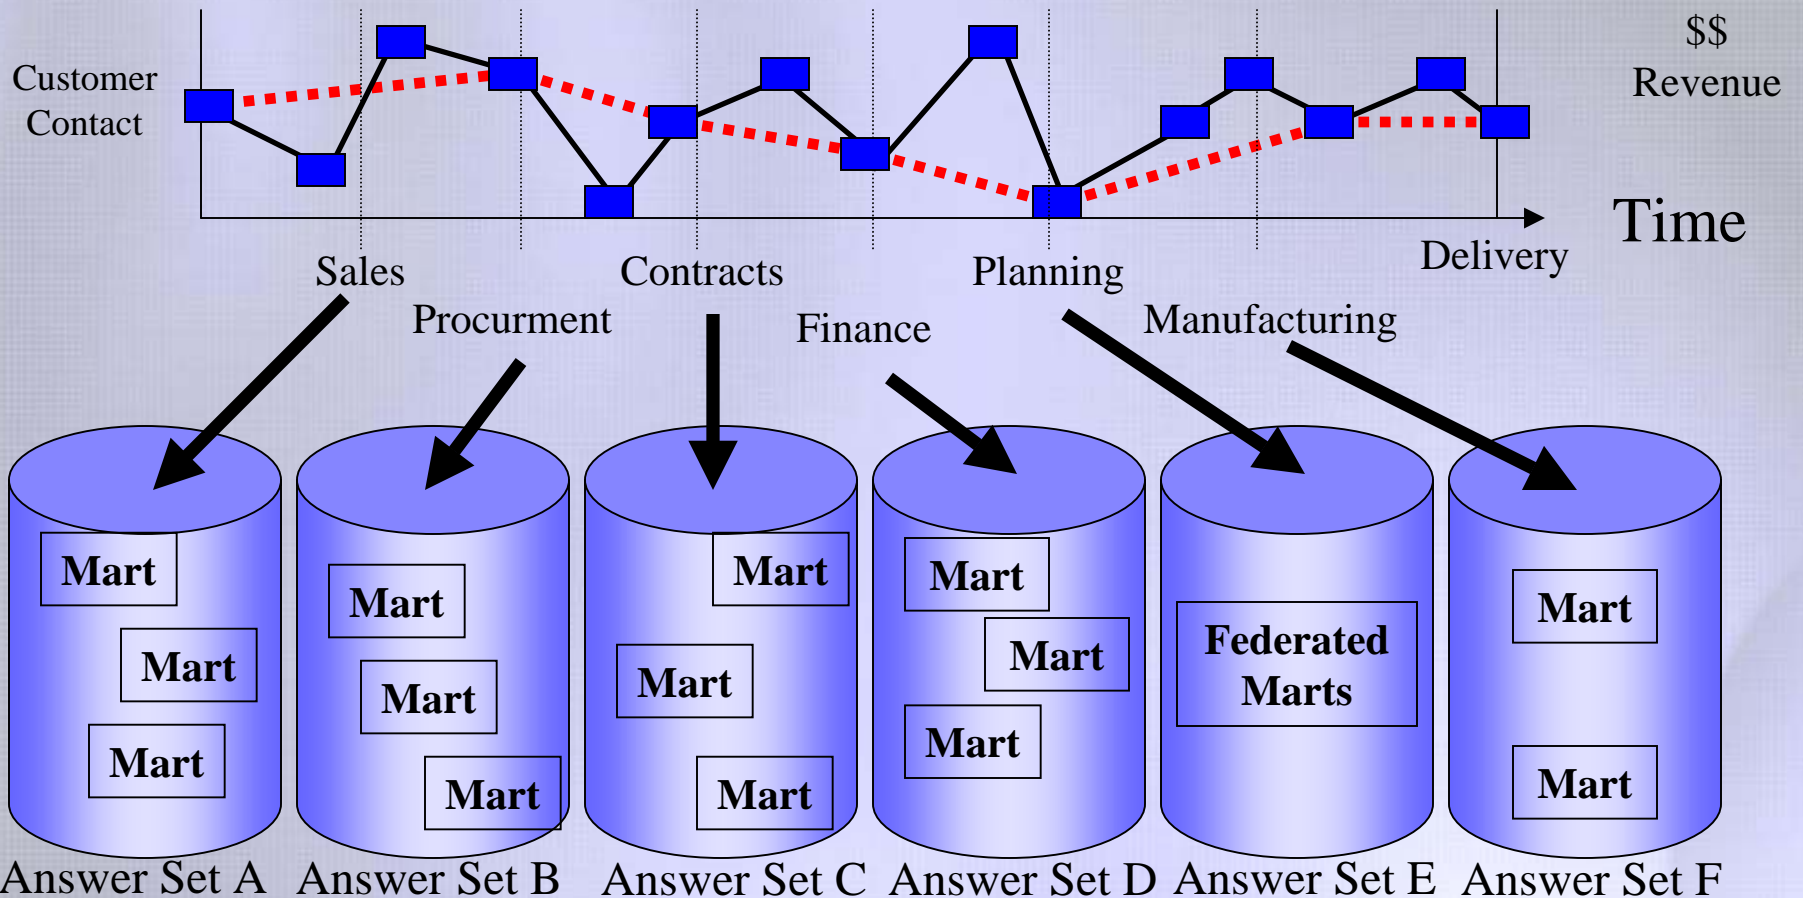 $$
Revenue
Customer
Contact
Time
Delivery
Sales
Contracts
Planning
Procurment
Finance
Manufacturing
Mart
Mart
Mart
Mart
Mart
Mart
Mart
Mart
Mart
Mart
Mart
Mart
Federated
Marts
Mart
Mart
Answer Set A
Answer Set B
Answer Set C
Answer Set D
Answer Set E
Answer Set F